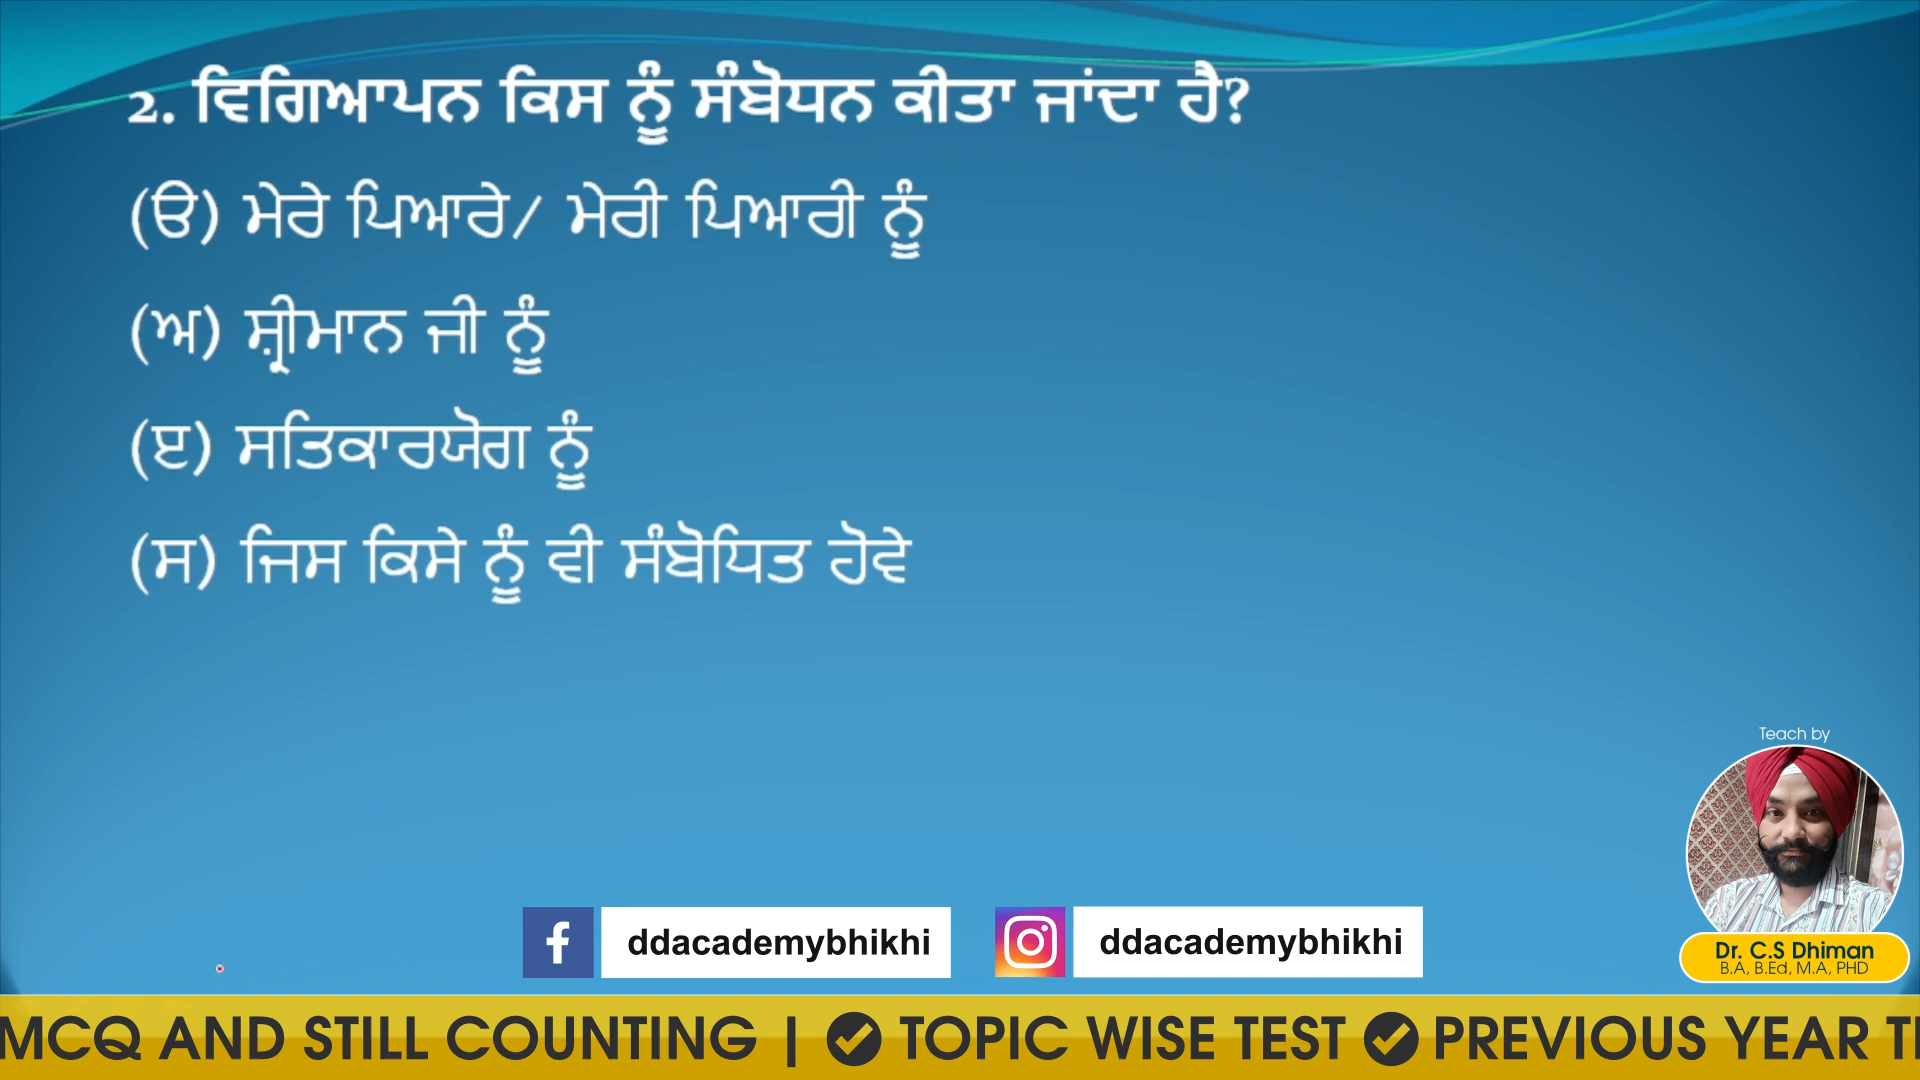 2. ਵਿਗਿਆਪਨ ਕਿਸ ਨੂੰ ਸੰਬੋਧਨ ਕੀਤਾ ਜਾਂਦਾ ਹੈ?
(ੳ) ਮੇਰੇ ਪਿਆਰੇ/ ਮੇਰੀ ਪਿਆਰੀ ਨੂੰ
(ਅ) ਸ਼੍ਰੀਮਾਨ ਜੀ ਨੂੰ
(ੲ) ਸਤਿਕਾਰਯੋਗ ਨੂੰ
(ਸ) ਜਿਸ ਕਿਸੇ ਨੂੰ ਵੀ ਸੰਬੋਧਿਤ ਹੋਵੇ
Teach by
Dr. C.S Dhiman
B.A, B.Ed, M.A, PHD
ddacademybhikhi ddacademybhikhi
MCQ AND STILL COUNTING | TOPIC WISE TEST PREVIOUS YEAR